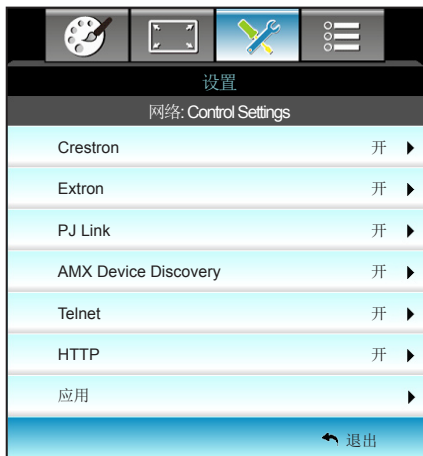 设置
网络: Control Settings
Crestron 开
Extron 开
PJ Link 开
AMX Device Discovery 开
Telnet 开
HTTP 开
应用
退出